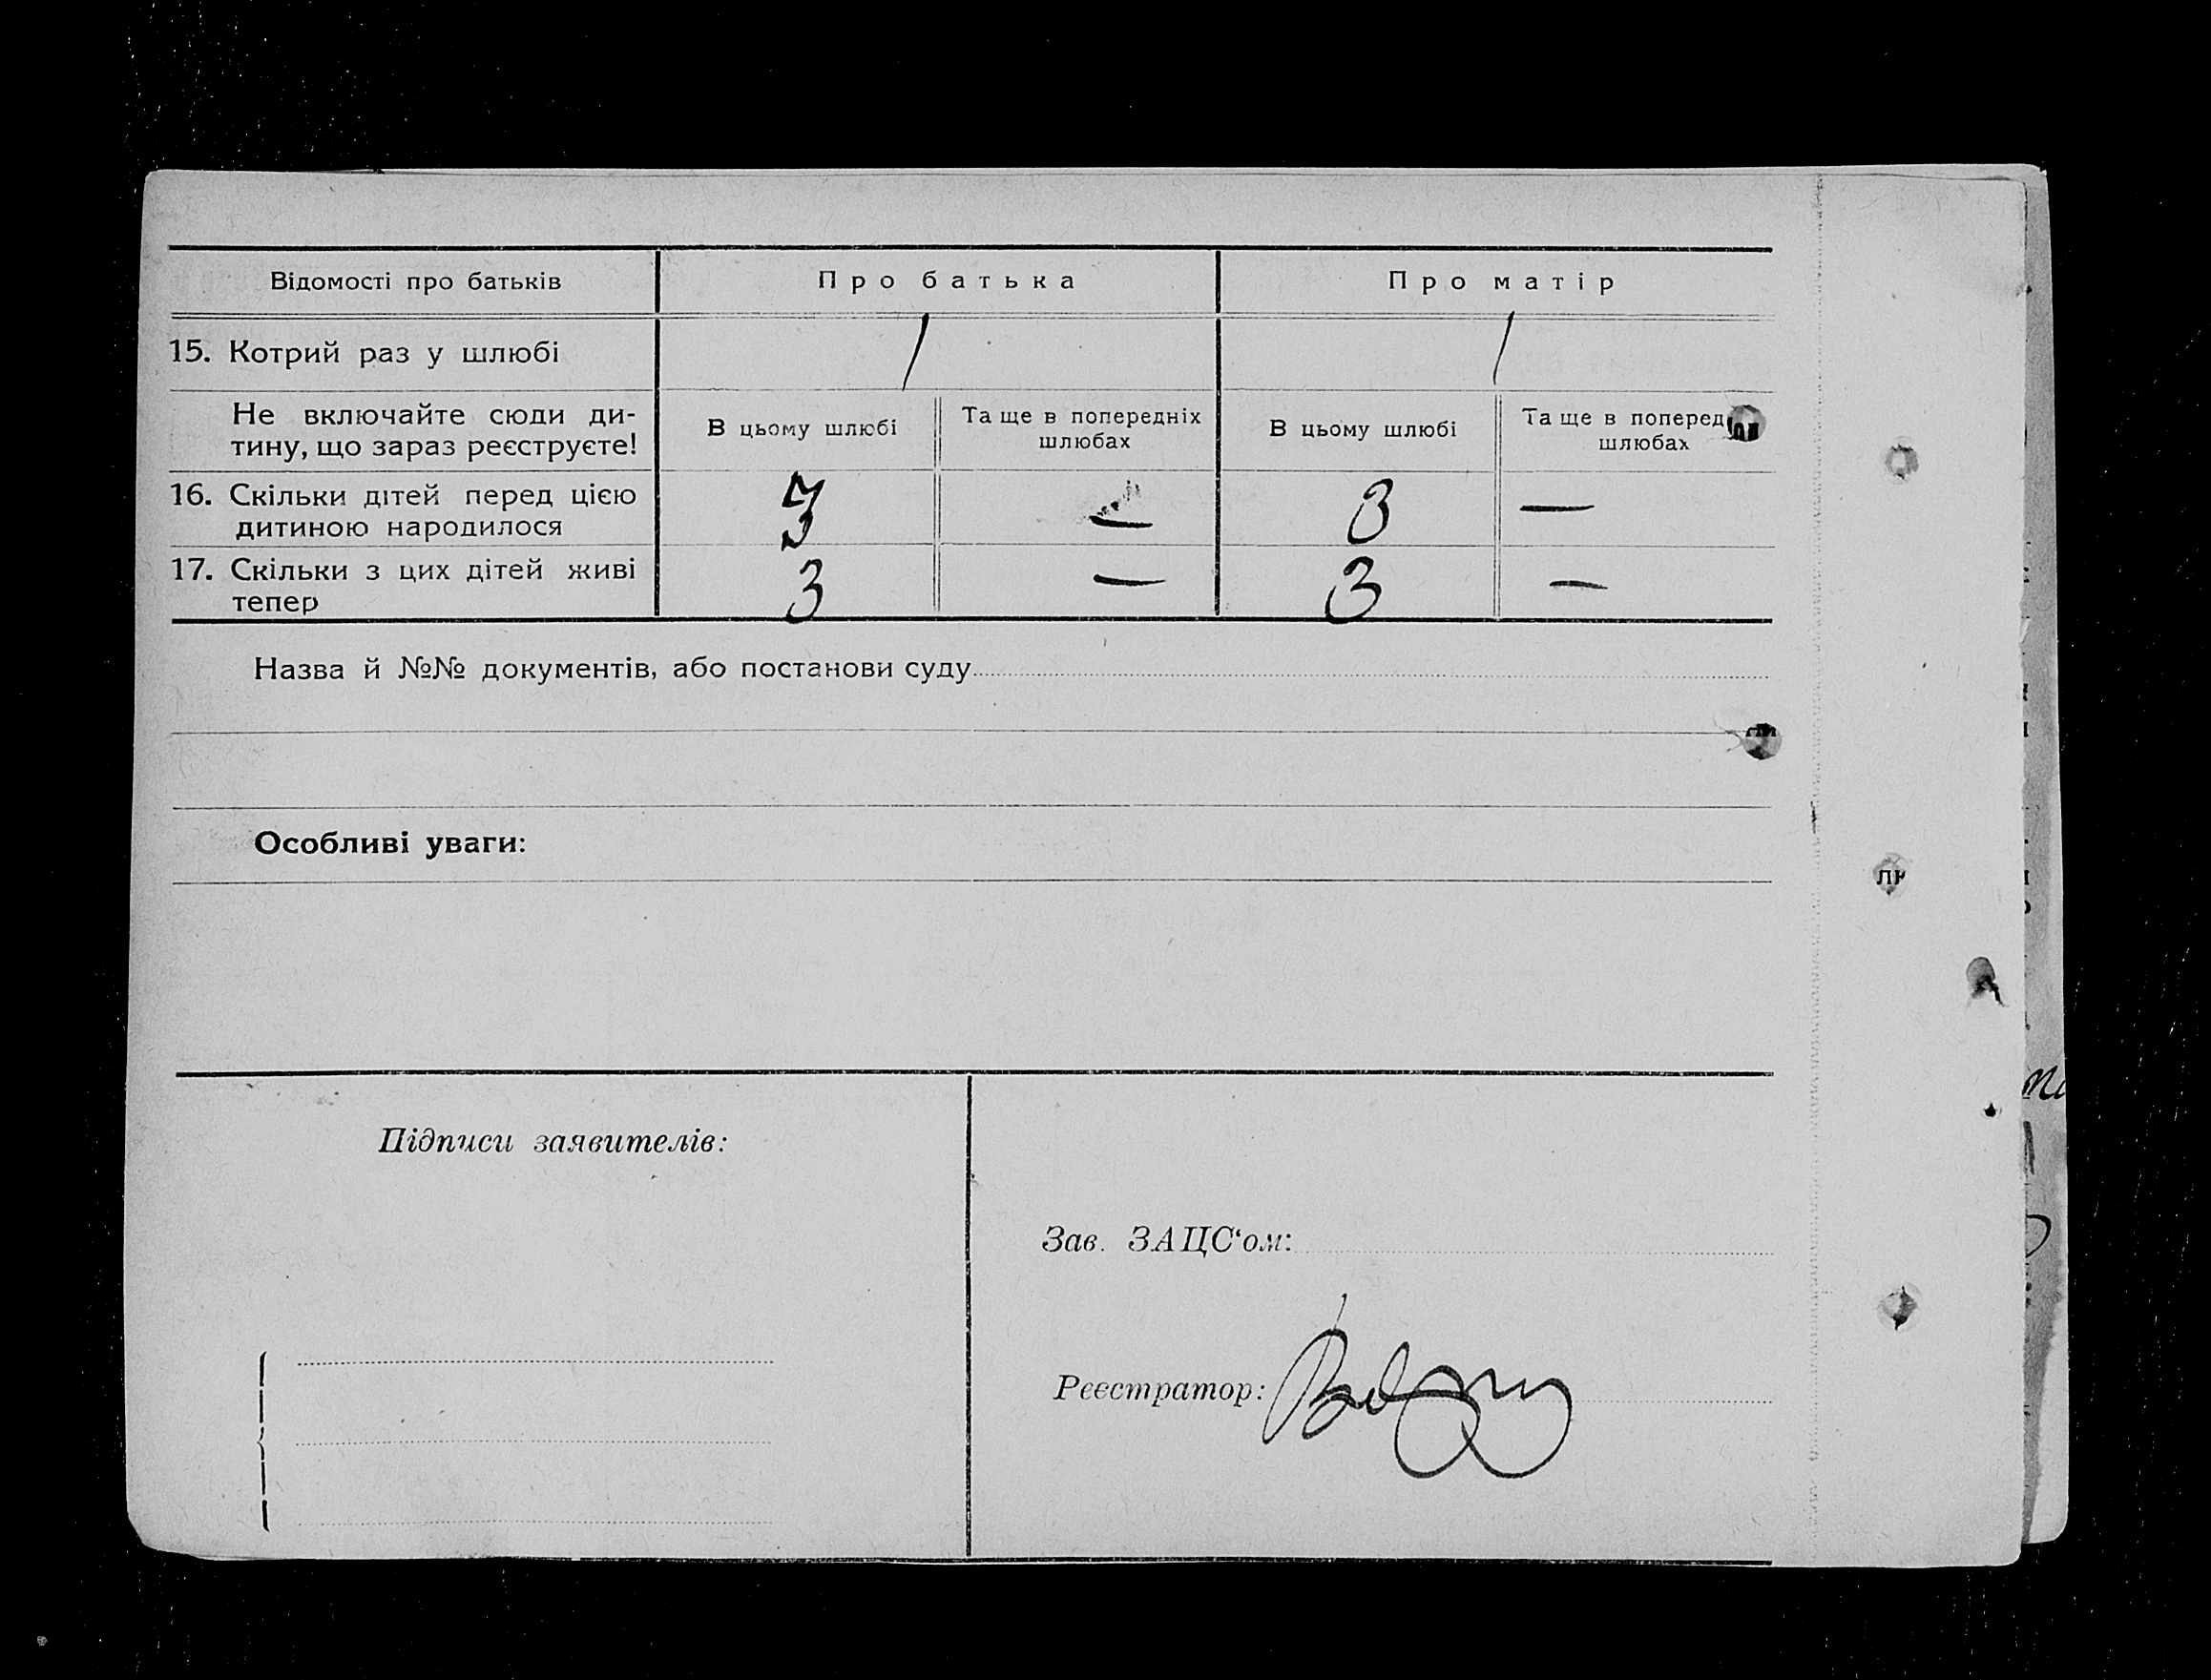 Відомості про батьків Про батька Про матір
15. Котрий раз у шлюбі 1 1
Не включайте сюди ди-
тину, що зараз реєструєте!
В цьому шлюбі
Та ще в попередніх
шлюбах
В цьому шлюбі
Та ще в поперед
шлюбах
16. Скільки дітей перед цією
дитиною народилося
3 — 3 —
17. Скільки з цих дітей живі
тепер
3 — 3 —
Назва й №№ документів, або постанови суду
Особливі уваги:
Підписи заявителів:
Зав. ЗАЦС‘ом:
Реєстратор: